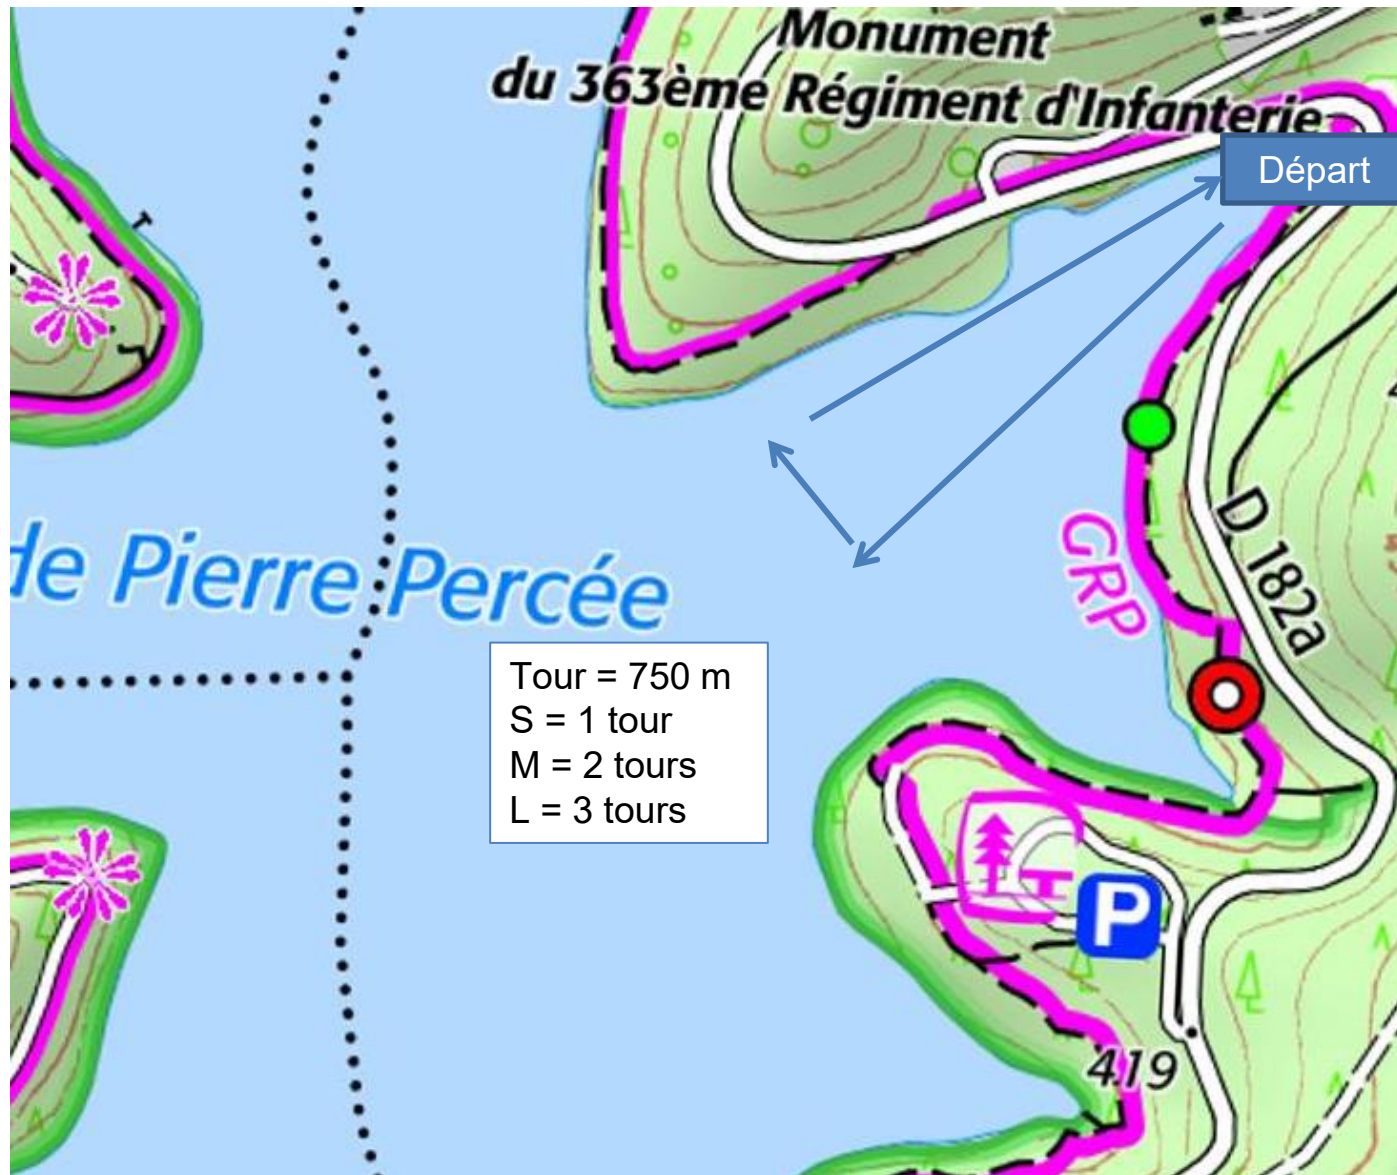 Monument
du 363ème Régiment d'Infanterie
Départ
de Pierre Percée
GRP
D 182a
Tour = 750 m
S = 1 tour
M = 2 tours
L = 3 tours
P
419